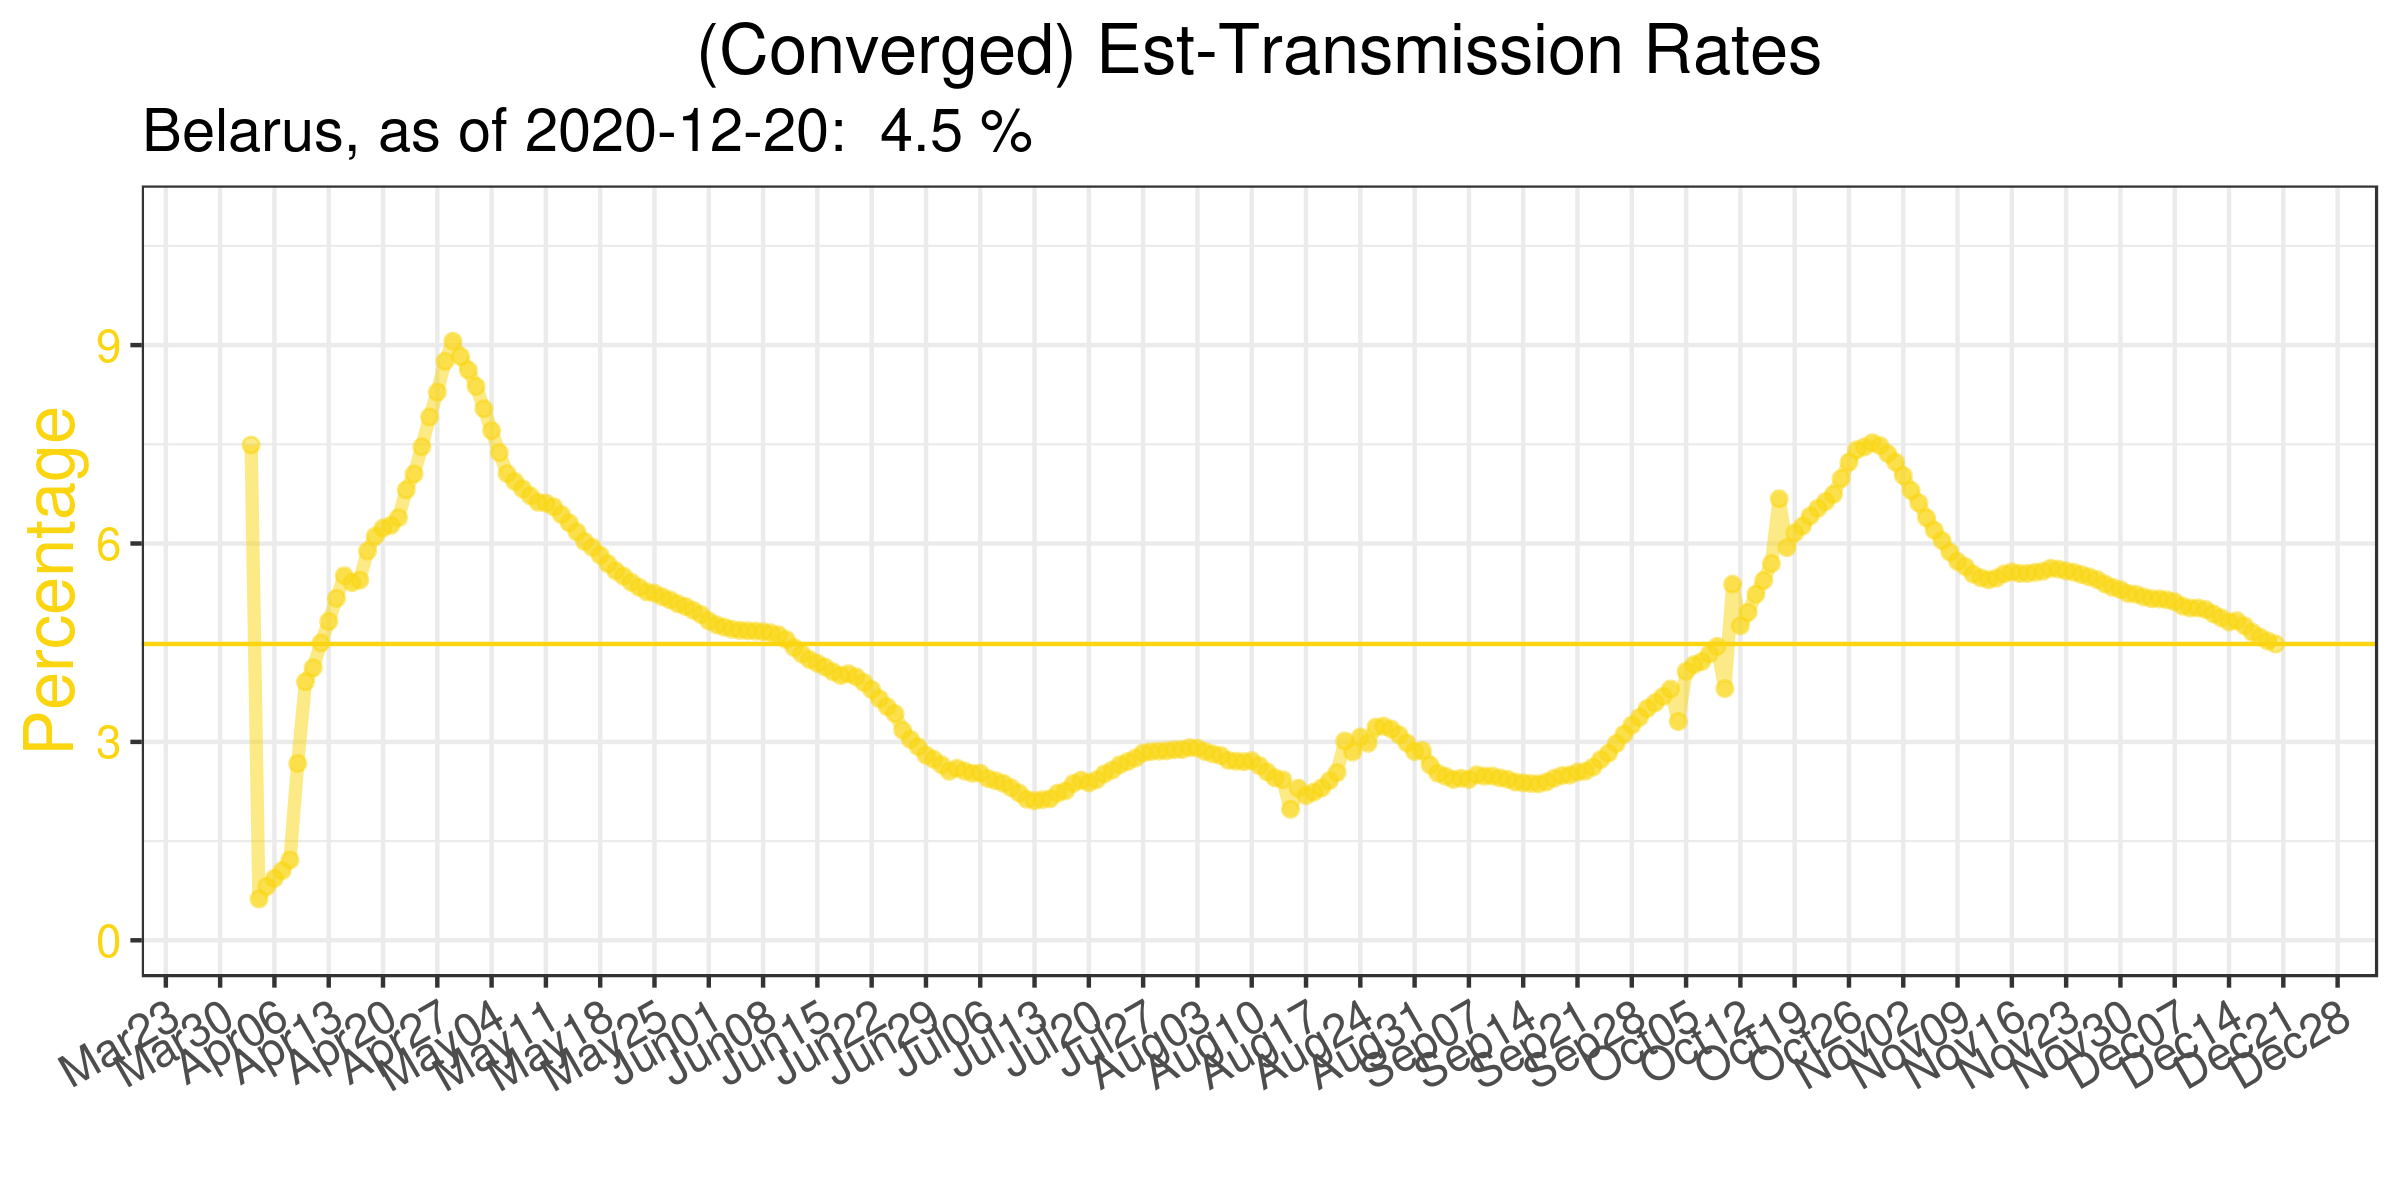 (Converged) Est-Transmission Rates
Belarus, as of 2020-12-20:  4.5 %
Percentage
9
6
3
0
Mar23
Mar30
Apr06
Apr13
Apr20
Apr27
May04
May11
May18
May25
Jun01
Jun08
Jun15
Jun22
Jun29
Jul06
Jul13
Jul20
Jul27
Aug03
Aug10
Aug17
Aug24
Aug31
Sep07
Sep14
Sep21
Sep28
Oct05
Oct12
Oct19
Oct26
Nov02
Nov09
Nov16
Nov23
Nov30
Dec07
Dec14
Dec21
Dec28